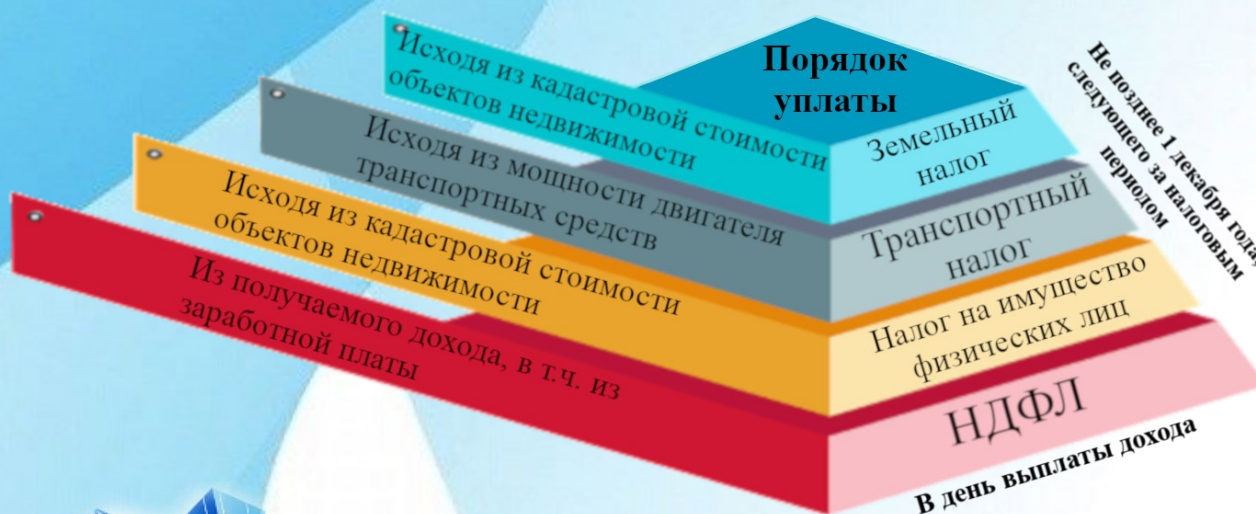 Порядок
уплаты
Исходя из кадастровой стоимости
объектов недвижимости
Земельный
налог
Исходя из мощности двигателя
транспортных средств
Транспортный
налог
Исходя из кадастровой стоимости
объектов недвижимости
Налог на имущество
физических лиц
Из получаемого дохода, в т.ч. из
заработной платы
НДФЛ
Не позднее 1 декабря года,
следующего за налоговым
периодом
В день выплаты дохода